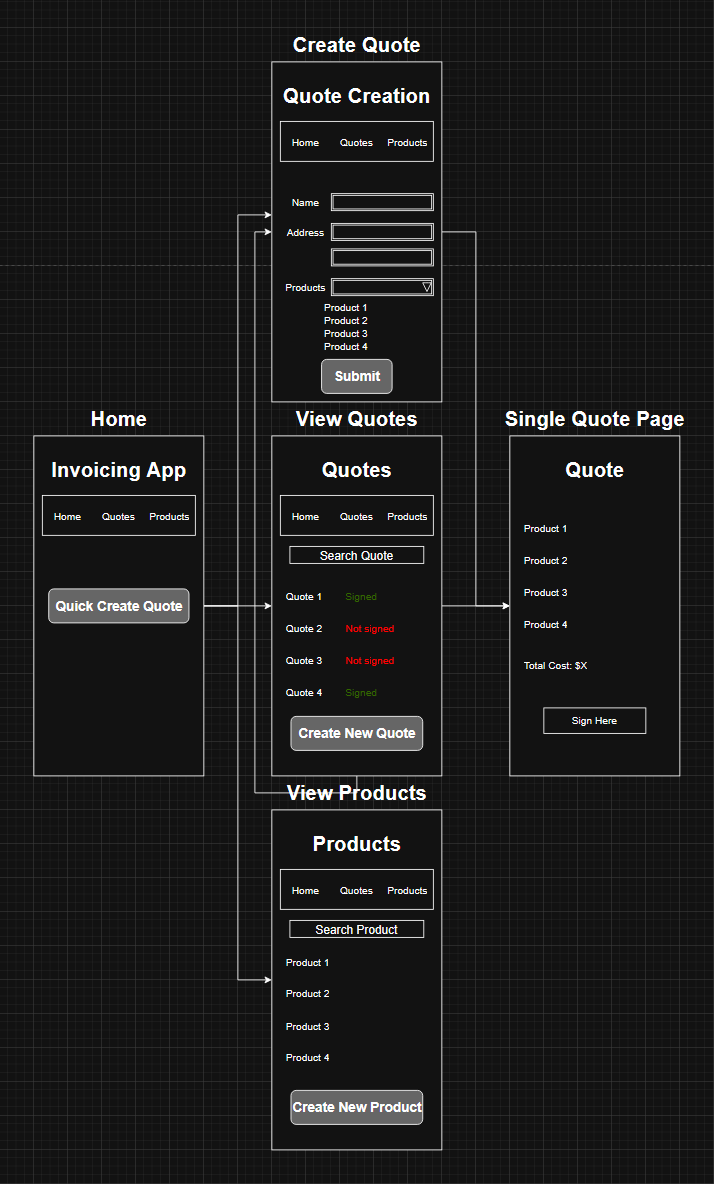 Create Quote
Quote Creation
Home Quotes Products
Name
Address
Products
Product 1
Product 2
Product 3
Product 4
Submit
Home
Invoicing App
Home Quotes Products
Quick Create Quote
View Quotes
Quotes
Home Quotes Products
Search Quote
Quote 1 Signed
Quote 2 Not signed
Quote 3 Not signed
Quote 4 Signed
Create New Quote
Single Quote Page
Quote
Product 1
Product 2
Product 3
Product 4
Total Cost: $X
Sign Here
View Products
Products
Home Quotes Products
Search Product
Product 1
Product 2
Product 3
Product 4
Create New Product